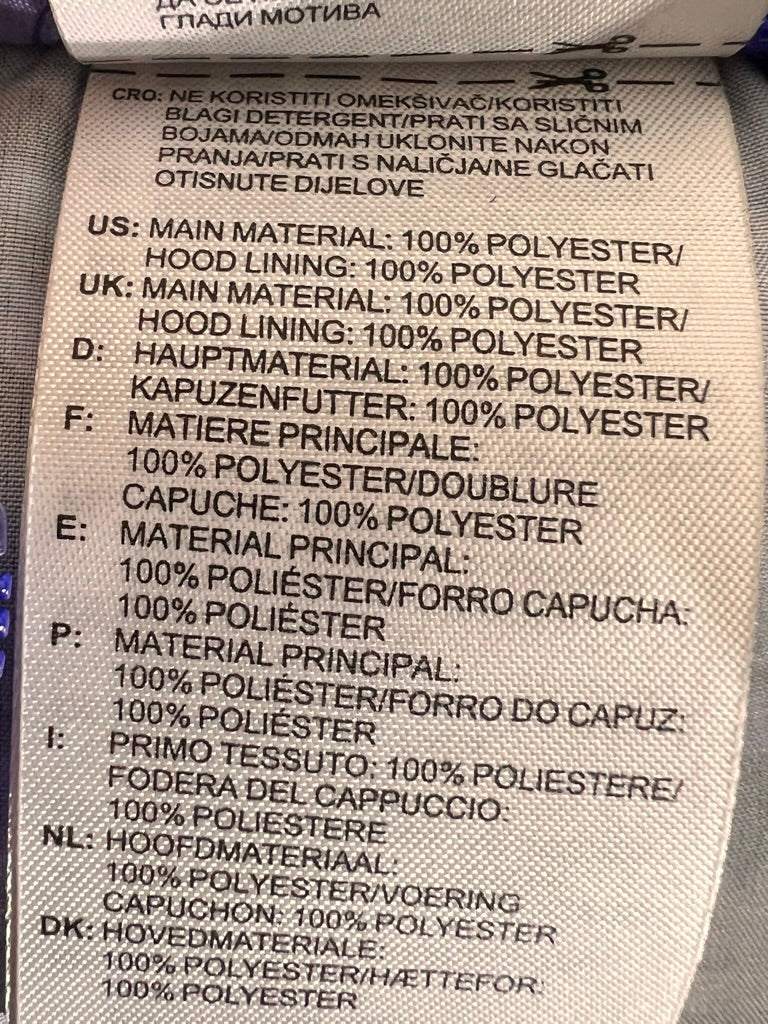 ГЛАДИ МОТИВА
CRO: NE KORISTITI OMEKŠIVAČ/KORISTITI
BLAGI DETERGENT/PRATI SA SLIČNIM
BOJAMA/ODMAH UKLONITE NAKON
PRANJA/PRATI S NALIČJA/NE GLAČATI
OTISNUTE DIJELOVE
US: MAIN MATERIAL: 100% POLYESTER/
HOOD LINING: 100% POLYESTER
UK: MAIN MATERIAL: 100% POLYESTER/
HOOD LINING: 100% POLYESTER
D: HAUPTMATERIAL: 100% POLYESTER/
KAPUZENFUTTER: 100% POLYESTER
F: MATIERE PRINCIPALE:
100% POLYESTER/DOUBLURE
CAPUCHE: 100% POLYESTER
E: MATERIAL PRINCIPAL:
100% POLIÉSTER/FORRO CAPUCHA:
100% POLIÉSTER
P: MATERIAL PRINCIPAL:
100% POLIÉSTER/FORRO DO CAPUZ:
100% POLIÉSTER
I: PRIMO TESSUTO: 100% POLIESTERE/
FODERA DEL CAPPUCCIO:
100% POLIESTERE
NL: HOOFDMATERIAAL:
100% POLYESTER/VOERING
CAPUCHON: 100% POLYESTER
DK: HOVEDMATERIALE:
100% POLYESTER/HÆTTEFOR:
100% POLYESTER